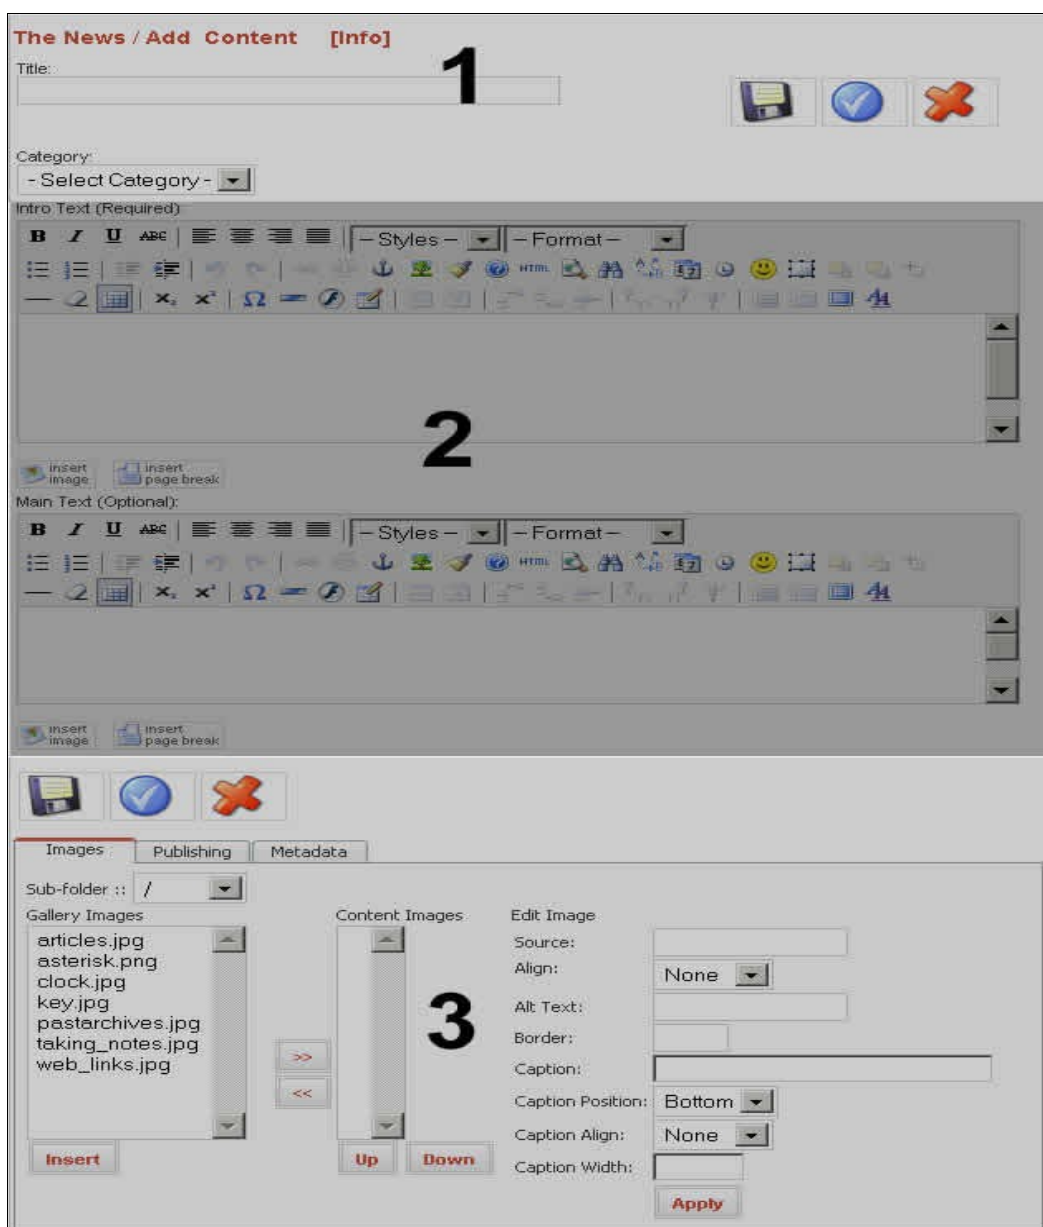 The News / Add Content [Info]
1
Title:
Category:
- Select Category -
Intro Text (Required)
B I U ABC – Styles – – Format –
HTML
x₂ x² Ω
2
insert image insert page break
Main Text (Optional):
B I U ABC – Styles – – Format –
HTML
x₂ x² Ω
insert image insert page break
Images Publishing Metadata
Sub-folder :: /
Gallery Images Content Images Edit Image
articles.jpg
asterisk.png
clock.jpg
key.jpg
pastarchives.jpg
taking_notes.jpg
web_links.jpg
>>
<<
3
Source:
Align: None
Alt Text:
Border:
Caption:
Caption Position: Bottom
Caption Align: None
Caption Width:
Insert Up Down
Apply